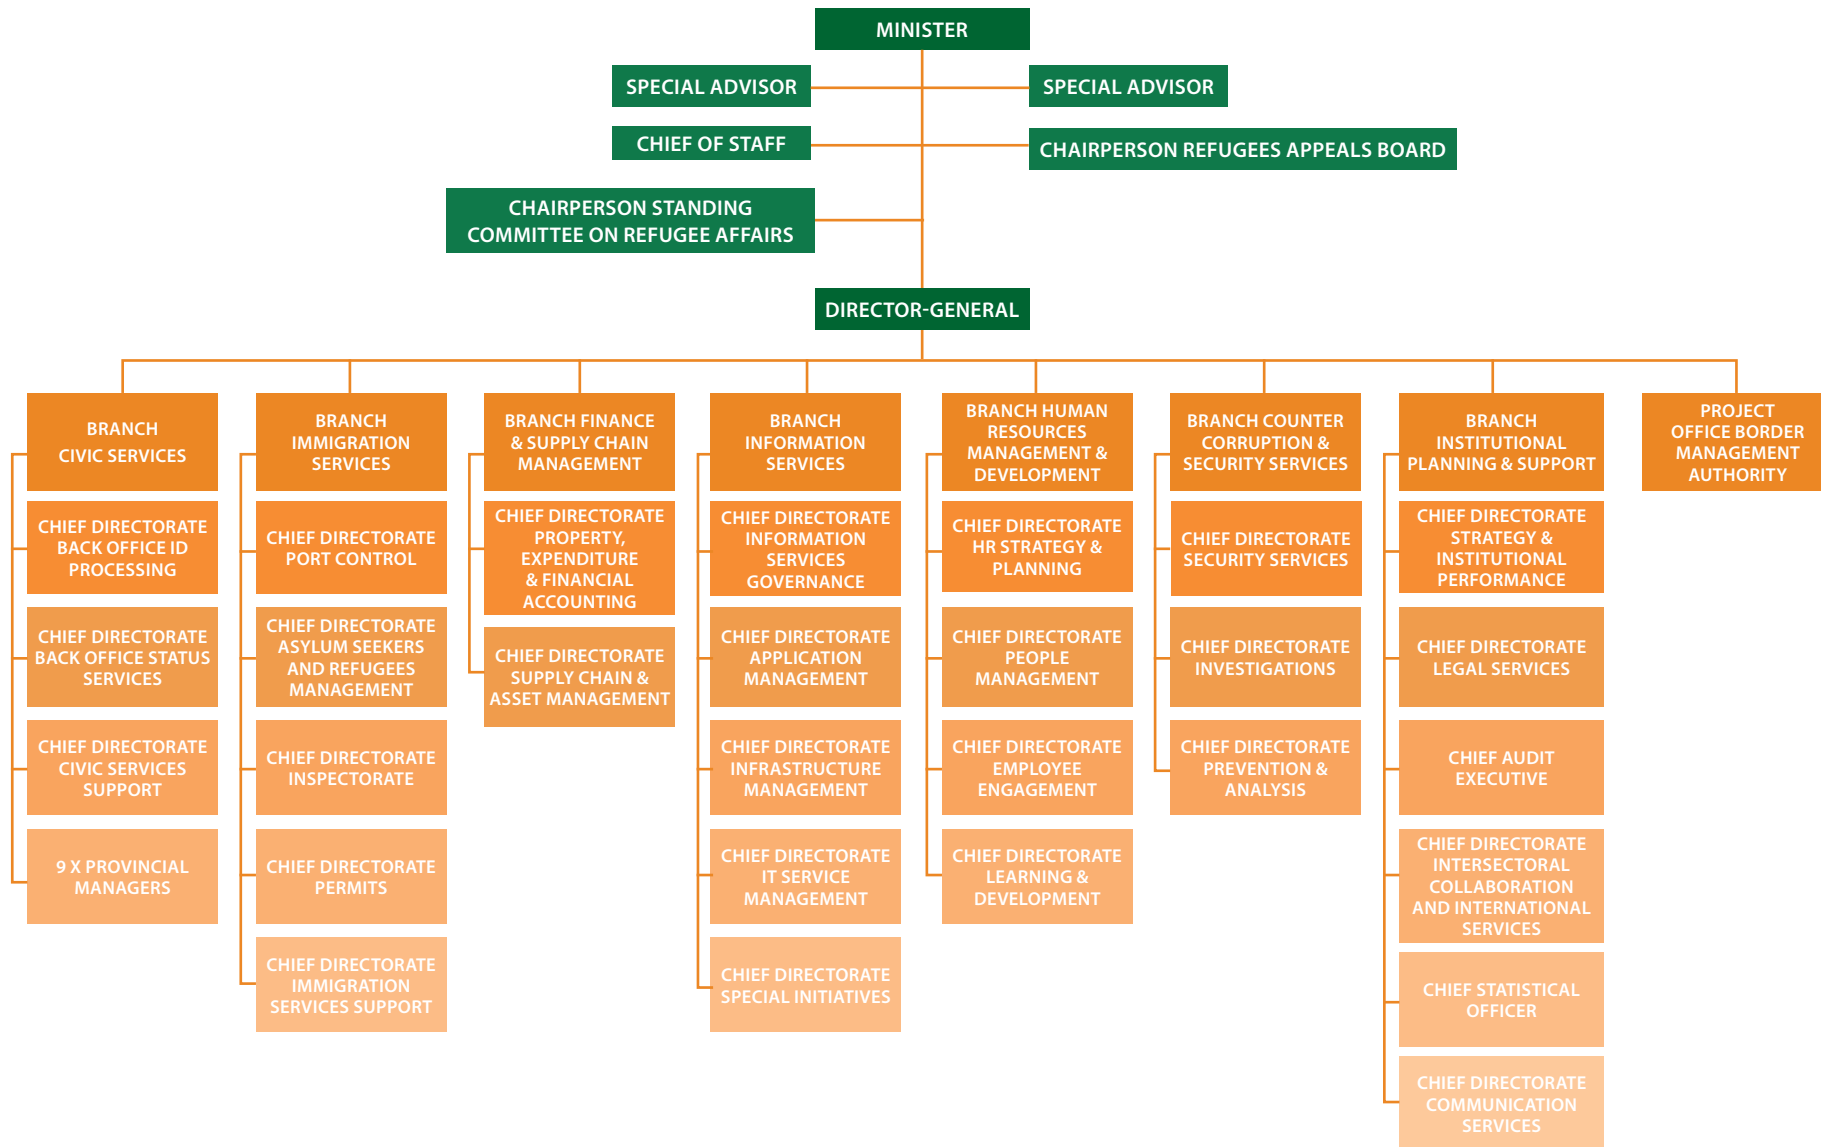 MINISTER
SPECIAL ADVISOR
SPECIAL ADVISOR
CHIEF OF STAFF
CHAIRPERSON REFUGEES APPEALS BOARD
CHAIRPERSON STANDING
COMMITTEE ON REFUGEE AFFAIRS
DIRECTOR-GENERAL
BRANCH
CIVIC SERVICES
CHIEF DIRECTORATE
BACK OFFICE ID
PROCESSING
CHIEF DIRECTORATE
BACK OFFICE STATUS
SERVICES
CHIEF DIRECTORATE
CIVIC SERVICES
SUPPORT
9 X PROVINCIAL
MANAGERS
BRANCH
IMMIGRATION
SERVICES
CHIEF DIRECTORATE
PORT CONTROL
CHIEF DIRECTORATE
ASYLUM SEEKERS
AND REFUGEES
MANAGEMENT
CHIEF DIRECTORATE
INSPECTORATE
CHIEF DIRECTORATE
PERMITS
CHIEF DIRECTORATE
IMMIGRATION
SERVICES SUPPORT
BRANCH FINANCE
& SUPPLY CHAIN
MANAGEMENT
CHIEF DIRECTORATE
PROPERTY,
EXPENDITURE
& FINANCIAL
ACCOUNTING
CHIEF DIRECTORATE
SUPPLY CHAIN &
ASSET MANAGEMENT
BRANCH
INFORMATION
SERVICES
CHIEF DIRECTORATE
INFORMATION
SERVICES
GOVERNANCE
CHIEF DIRECTORATE
APPLICATION
MANAGEMENT
CHIEF DIRECTORATE
INFRASTRUCTURE
MANAGEMENT
CHIEF DIRECTORATE
IT SERVICE
MANAGEMENT
CHIEF DIRECTORATE
SPECIAL INITIATIVES
BRANCH HUMAN
RESOURCES
MANAGEMENT &
DEVELOPMENT
CHIEF DIRECTORATE
HR STRATEGY &
PLANNING
CHIEF DIRECTORATE
PEOPLE
MANAGEMENT
CHIEF DIRECTORATE
EMPLOYEE
ENGAGEMENT
CHIEF DIRECTORATE
LEARNING &
DEVELOPMENT
BRANCH COUNTER
CORRUPTION &
SECURITY SERVICES
CHIEF DIRECTORATE
SECURITY SERVICES
CHIEF DIRECTORATE
INVESTIGATIONS
CHIEF DIRECTORATE
PREVENTION &
ANALYSIS
BRANCH
INSTITUTIONAL
PLANNING & SUPPORT
CHIEF DIRECTORATE
STRATEGY &
INSTITUTIONAL
PERFORMANCE
CHIEF DIRECTORATE
LEGAL SERVICES
CHIEF AUDIT
EXECUTIVE
CHIEF DIRECTORATE
INTERSECTORAL
COLLABORATION
AND INTERNATIONAL
SERVICES
CHIEF STATISTICAL
OFFICER
CHIEF DIRECTORATE
COMMUNICATION
SERVICES
PROJECT
OFFICE BORDER
MANAGEMENT
AUTHORITY